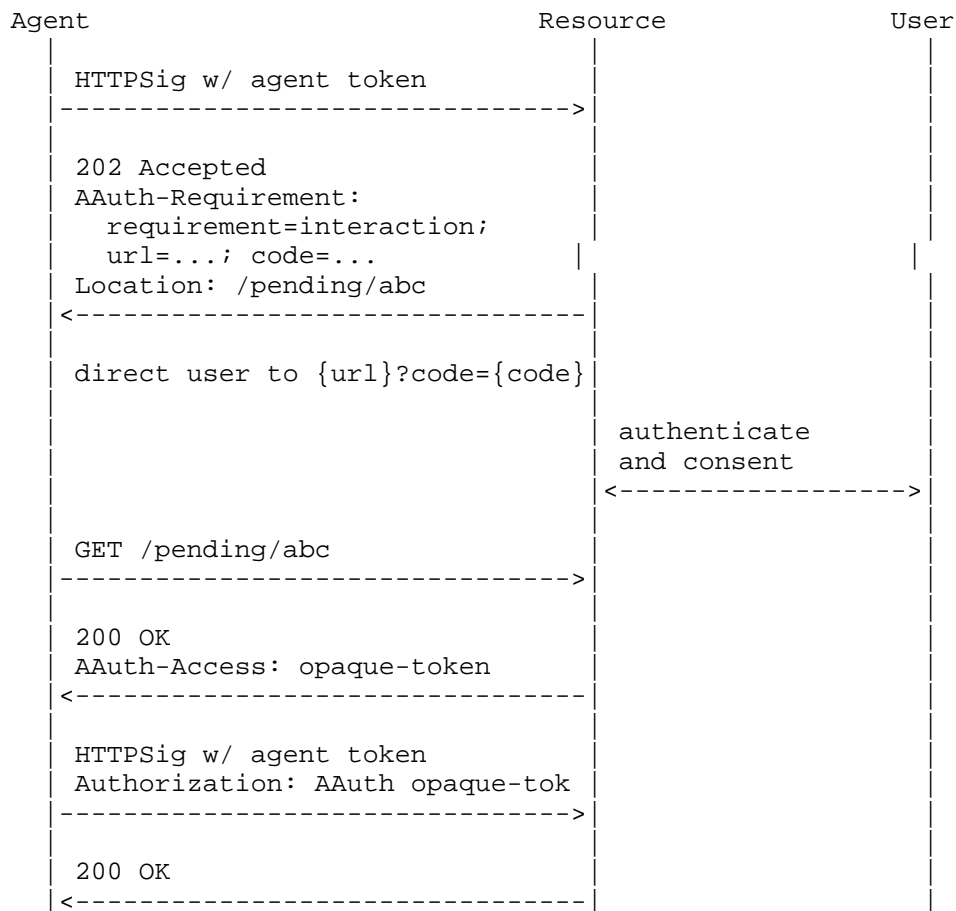 Agent Resource User
HTTPSig w/ agent token
202 Accepted
AAuth-Requirement:
requirement=interaction;
url=...; code=...
Location: /pending/abc
direct user to {url}?code={code}
authenticate
and consent
GET /pending/abc
200 OK
AAuth-Access: opaque-token
HTTPSig w/ agent token
Authorization: AAuth opaque-tok
200 OK